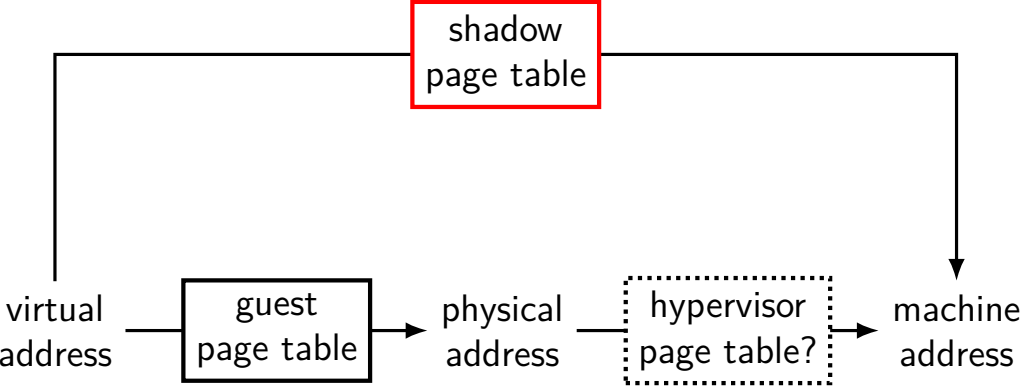 shadow
page table
virtual
address
guest
page table
physical
address
hypervisor
page table?
machine
address